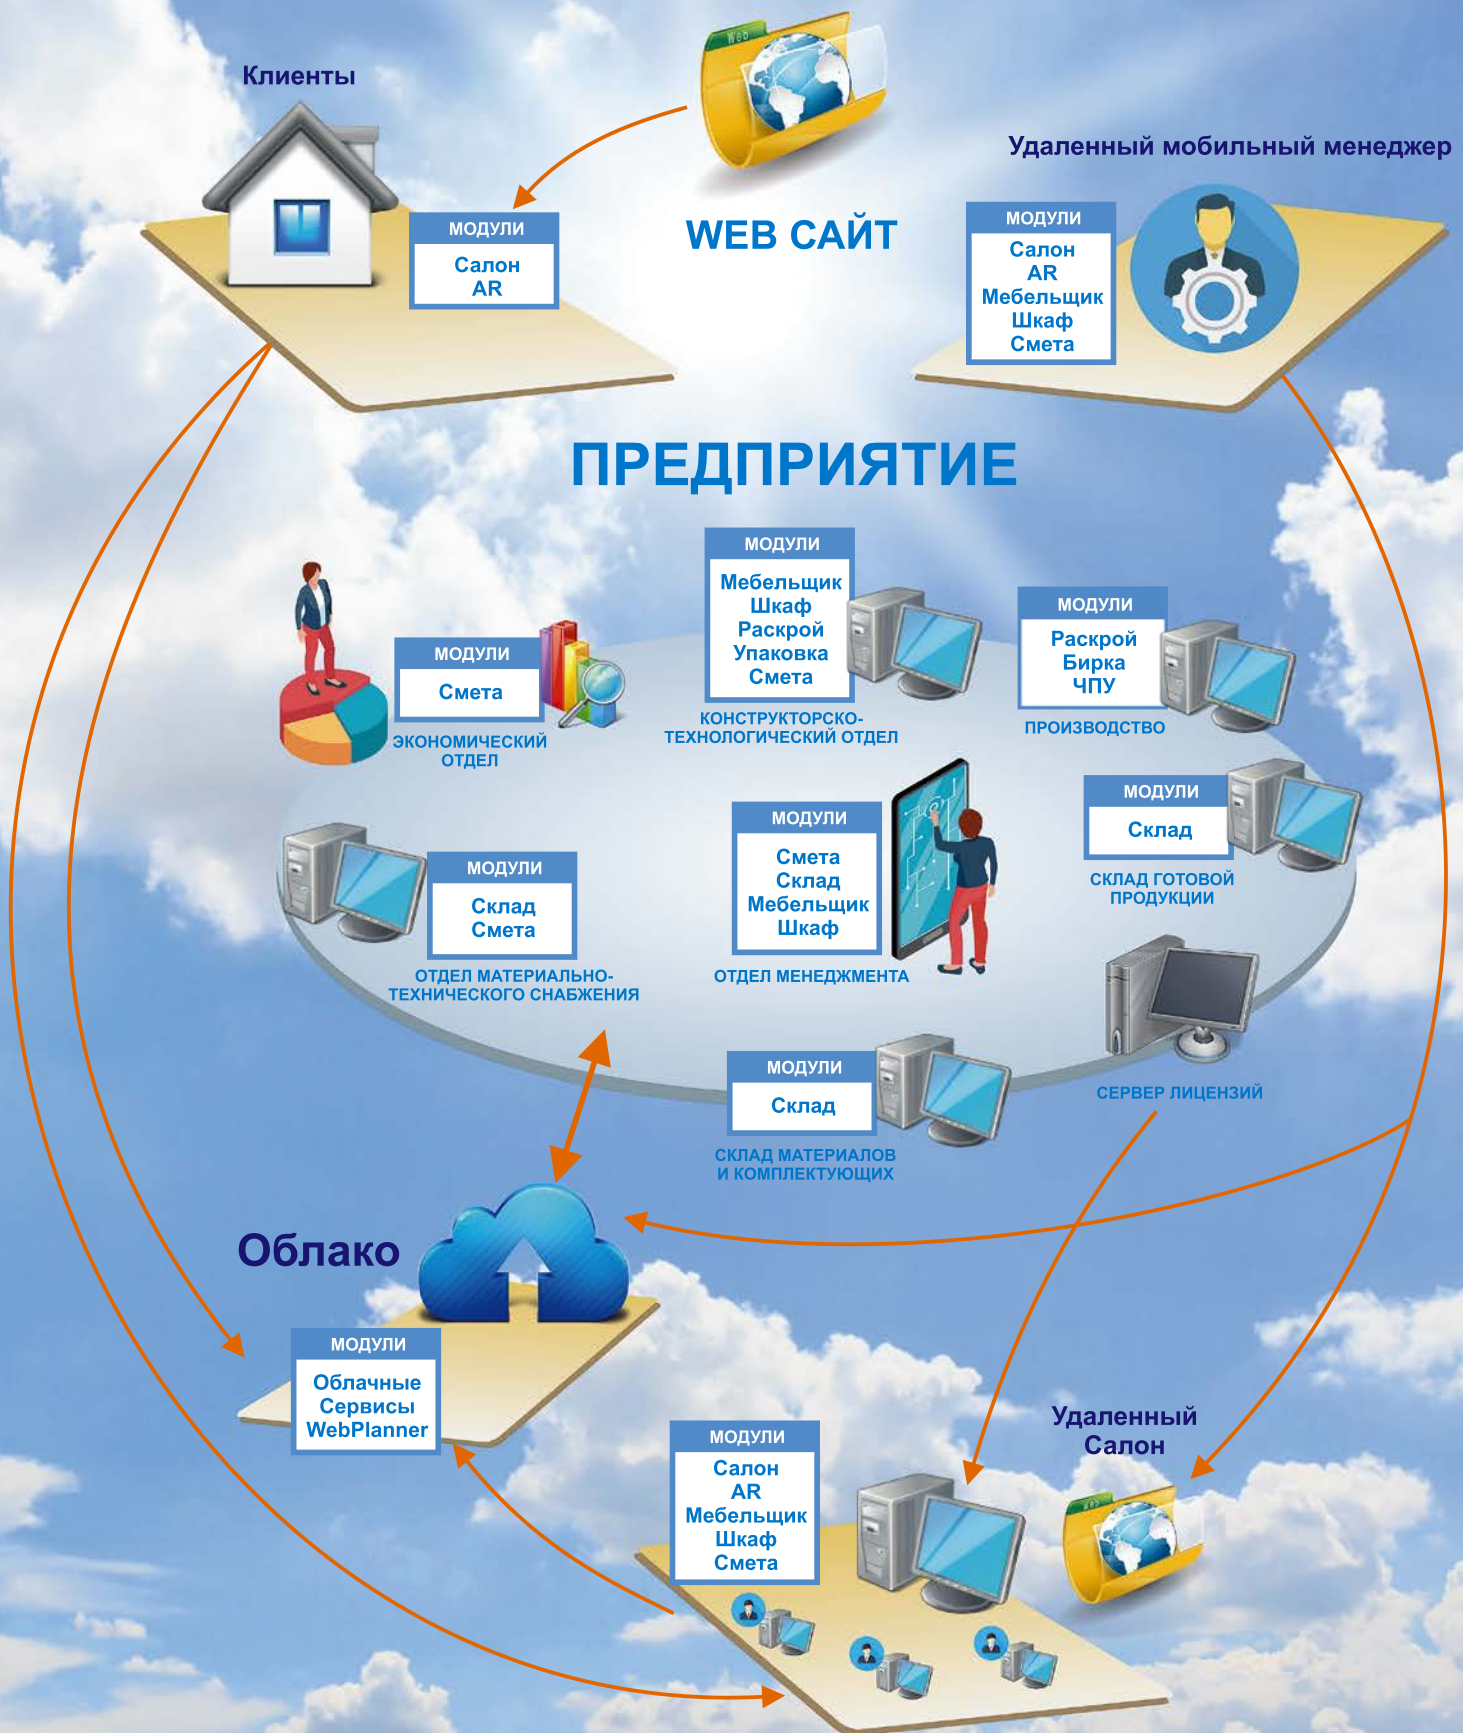 Web
Клиенты
WEB САЙТ
МОДУЛИ
Салон
AR
Удаленный мобильный менеджер
МОДУЛИ
Салон
AR
Мебельщик
Шкаф
Смета
ПРЕДПРИЯТИЕ
МОДУЛИ
Смета
ЭКОНОМИЧЕСКИЙ
ОТДЕЛ
МОДУЛИ
Мебельщик
Шкаф
Раскрой
Упаковка
Смета
КОНСТРУКТОРСКО-
ТЕХНОЛОГИЧЕСКИЙ ОТДЕЛ
МОДУЛИ
Раскрой
Бирка
ЧПУ
ПРОИЗВОДСТВО
МОДУЛИ
Склад
Смета
ОТДЕЛ МАТЕРИАЛЬНО-
ТЕХНИЧЕСКОГО СНАБЖЕНИЯ
МОДУЛИ
Смета
Склад
Мебельщик
Шкаф
ОТДЕЛ МЕНЕДЖМЕНТА
МОДУЛИ
Склад
СКЛАД ГОТОВОЙ
ПРОДУКЦИИ
МОДУЛИ
Склад
СКЛАД МАТЕРИАЛОВ
И КОМПЛЕКТУЮЩИХ
СЕРВЕР ЛИЦЕНЗИЙ
Облако
МОДУЛИ
Облачные
Сервисы
WebPlanner
МОДУЛИ
Салон
AR
Мебельщик
Шкаф
Смета
Удаленный
Салон
Web